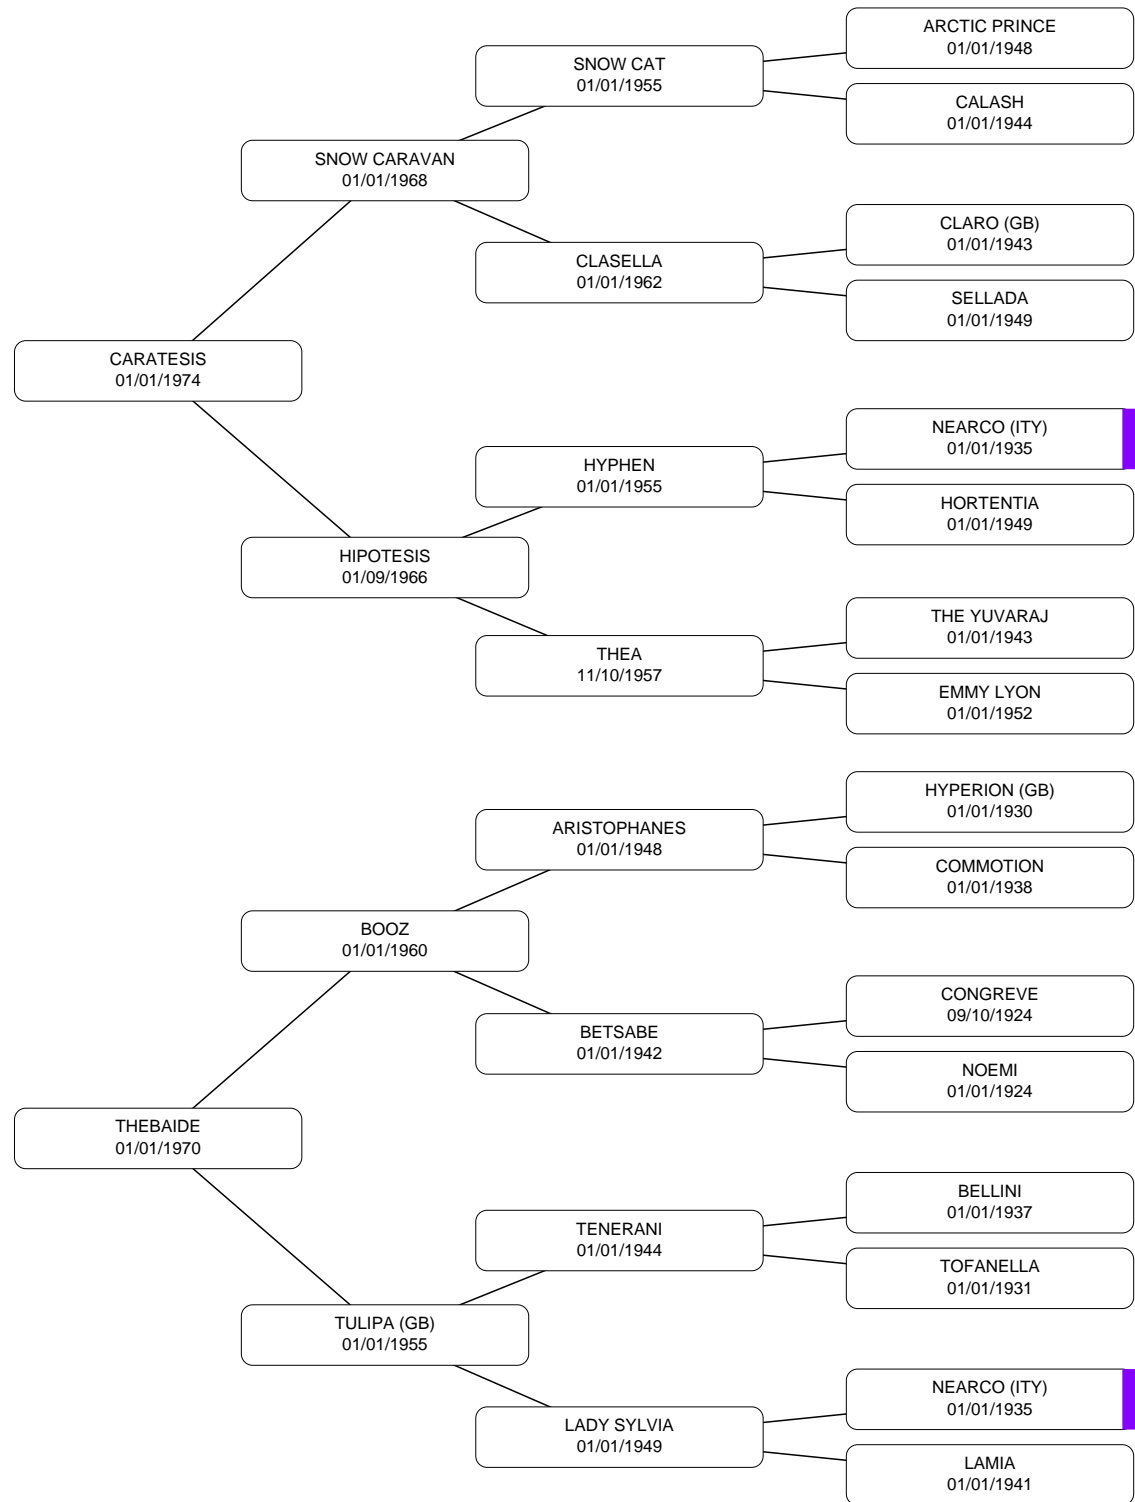 ARCTIC PRINCE
01/01/1948
SNOW CAT
01/01/1955
CALASH
01/01/1944
SNOW CARAVAN
01/01/1968
CLARO (GB)
01/01/1943
CLASELLA
01/01/1962
SELLADA
01/01/1949
CARATESIS
01/01/1974
NEARCO (ITY)
01/01/1935
HYPHEN
01/01/1955
HORTENTIA
01/01/1949
HIPOTESIS
01/09/1966
THE YUVARAJ
01/01/1943
THEA
11/10/1957
EMMY LYON
01/01/1952
HYPERION (GB)
01/01/1930
ARISTOPHANES
01/01/1948
COMMOTION
01/01/1938
BOOZ
01/01/1960
CONGREVE
09/10/1924
BETSABE
01/01/1942
NOEMI
01/01/1924
THEBAIDE
01/01/1970
BELLINI
01/01/1937
TENERANI
01/01/1944
TOFANELLA
01/01/1931
TULIPA (GB)
01/01/1955
NEARCO (ITY)
01/01/1935
LADY SYLVIA
01/01/1949
LAMIA
01/01/1941